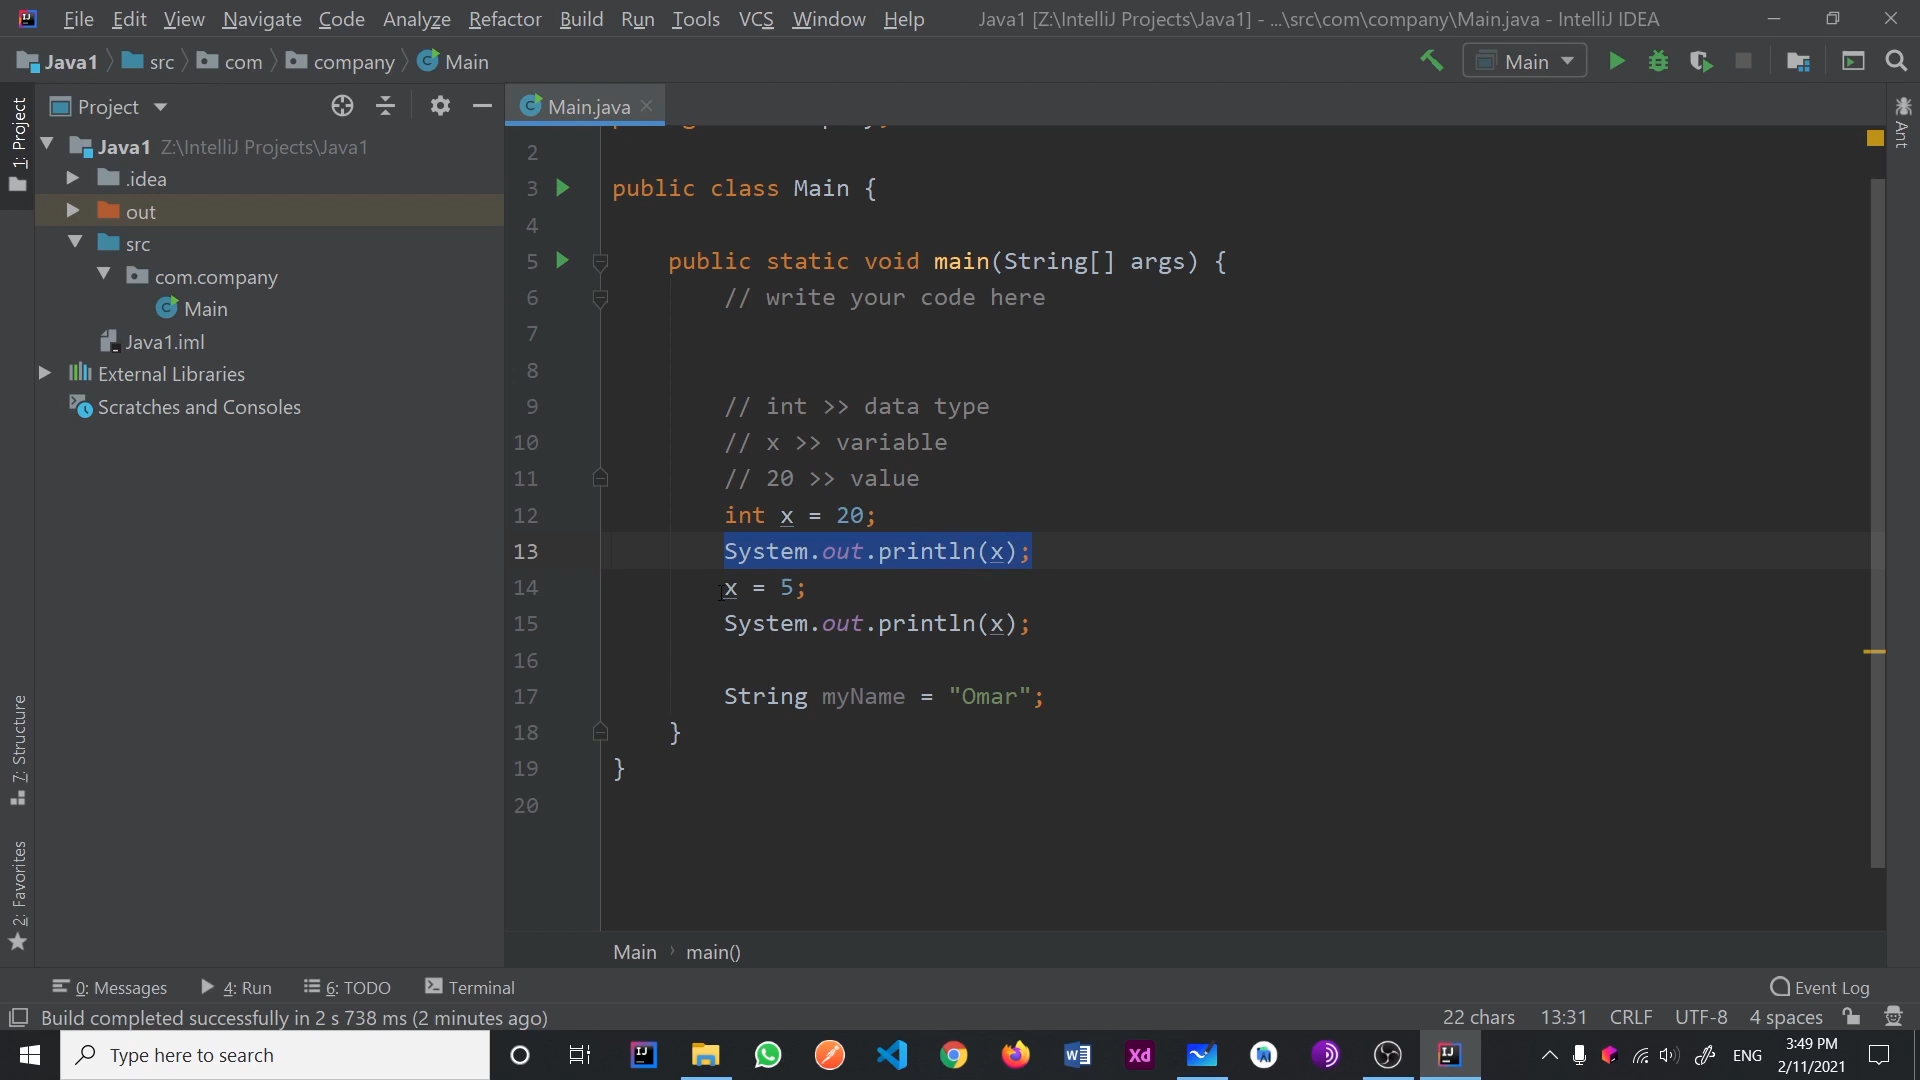 File Edit View Navigate Code Analyze Refactor Build Run Tools VCS Window Help Java1 [Z:\IntelliJ Projects\Java1] - ...\src\com\company\Main.java - IntelliJ IDEA
Java1 src com company Main Main
1: Project
Project
Main.java
Ant
Java1 Z:\IntelliJ Projects\Java1
.idea
out
src
com.company
Main
Java1.iml
External Libraries
Scratches and Consoles
2
3 public class Main {
4
5 public static void main(String[] args) {
6 // write your code here
7
8
9 // int >> data type
10 // x >> variable
11 // 20 >> value
12 int x = 20;
13 System.out.println(x);
14 x = 5;
15 System.out.println(x);
16
17 String myName = "Omar";
18 }
19 }
20
7: Structure
2: Favorites
Main main()
0: Messages 4: Run 6: TODO Terminal Event Log
Build completed successfully in 2 s 738 ms (2 minutes ago) 22 chars 13:31 CRLF UTF-8 4 spaces
Type here to search ENG 3:49 PM
2/11/2021